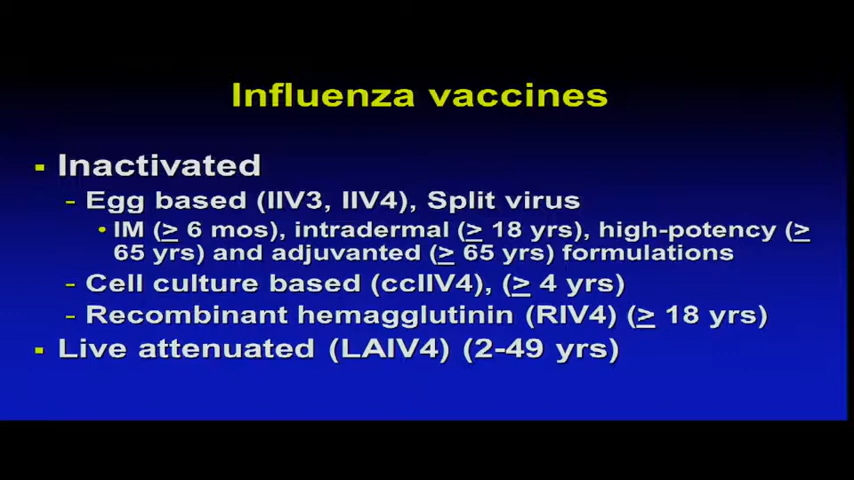 Influenza vaccines
▪ Inactivated
– Egg based (IIV3, IIV4), Split virus
• IM (≥ 6 mos), intradermal (≥ 18 yrs), high-potency (≥
65 yrs) and adjuvanted (≥ 65 yrs) formulations
– Cell culture based (ccIIV4), (≥ 4 yrs)
– Recombinant hemagglutinin (RIV4) (≥ 18 yrs)
▪ Live attenuated (LAIV4) (2-49 yrs)